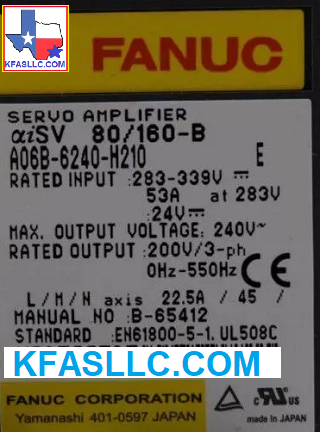 KFASLLC.COM
FANUC
SERVO AMPLIFIER
αiSV 80/160-B
A06B-6240-H210 E
RATED INPUT :283-339V ⎓
53A at 283V
:24V ⎓
MAX. OUTPUT VOLTAGE: 240V~
RATED OUTPUT :200V/3-ph
0Hz-550Hz CE
L/M/N axis 22.5A / 45 /
MANUAL NO :B-65412
STANDARD :EN61800-5-1, UL508C
KFASLLC.COM
FANUC CORPORATION
Yamanashi 401-0597 JAPAN
c UL us
made in JAPAN